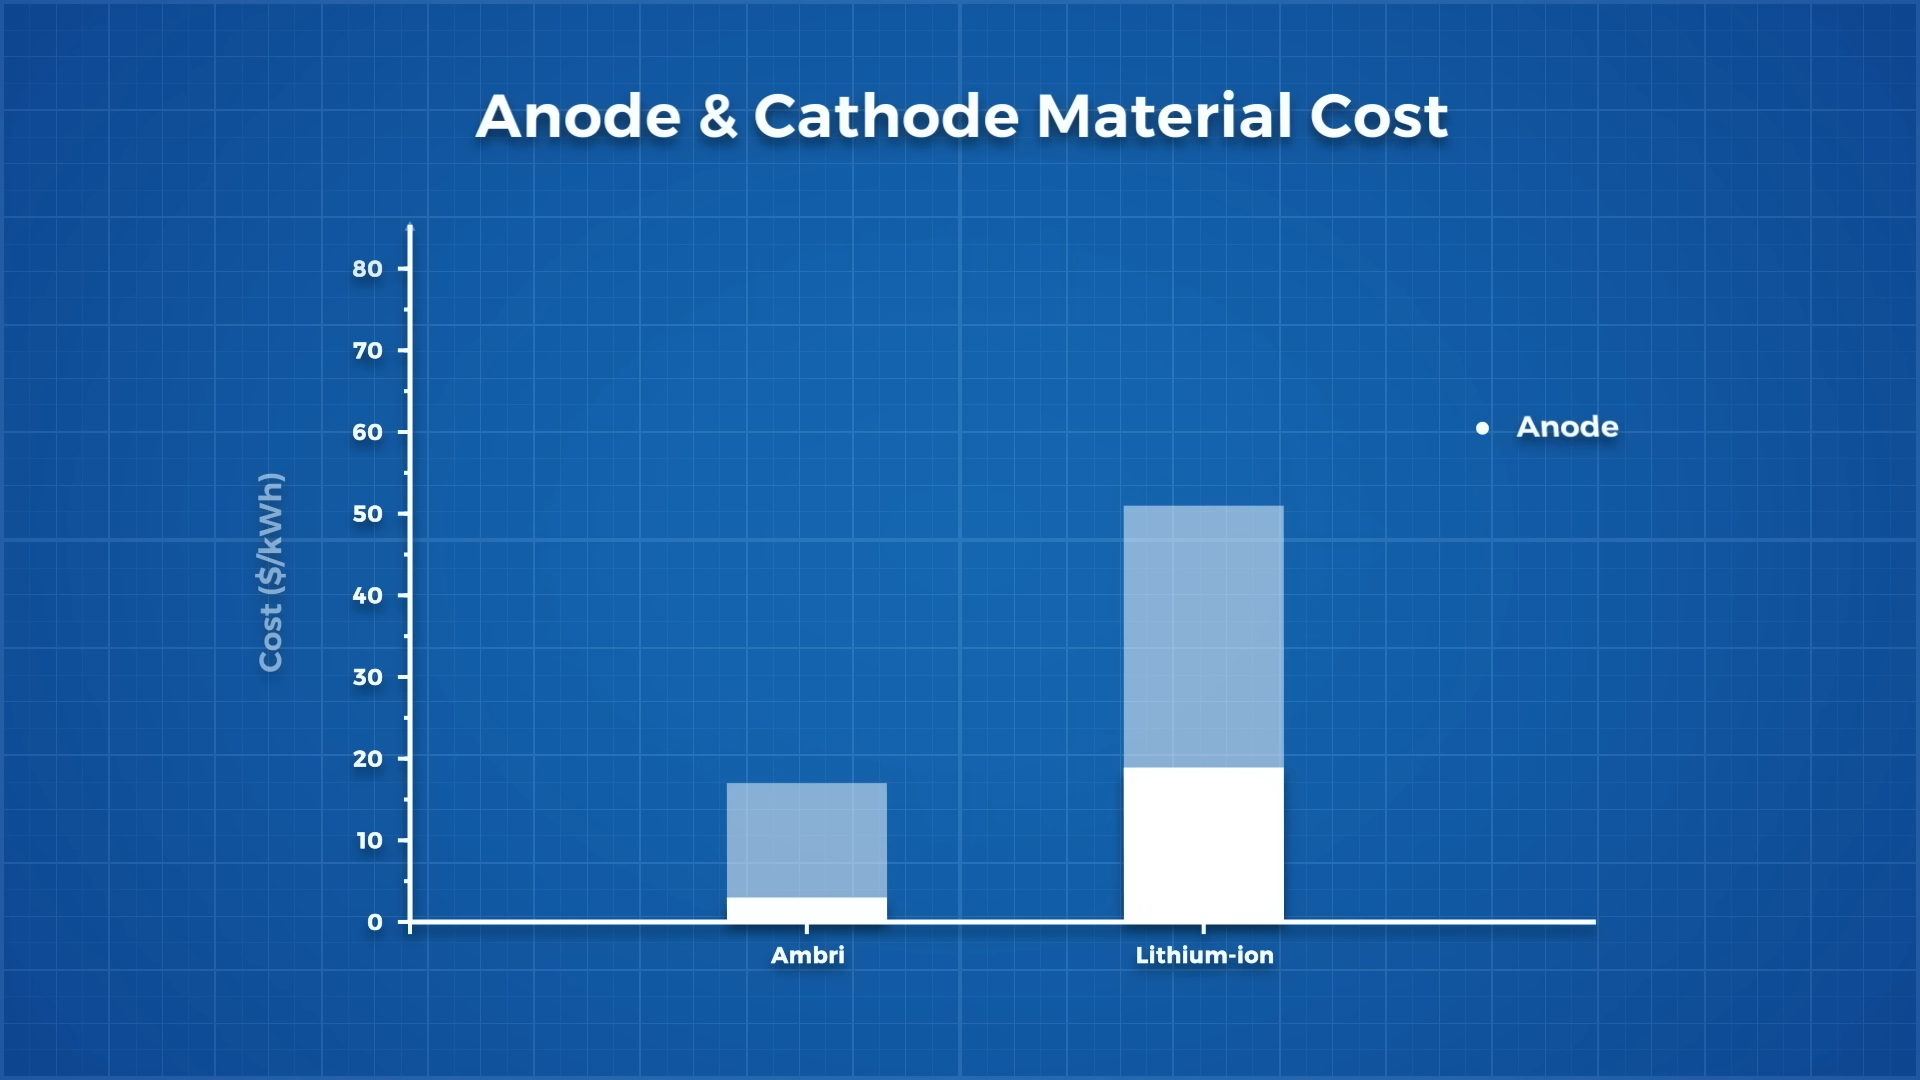 Anode & Cathode Material Cost
80
70
60
50
40
30
20
10
0
Cost ($/kWh)
Anode
Ambri
Lithium-ion